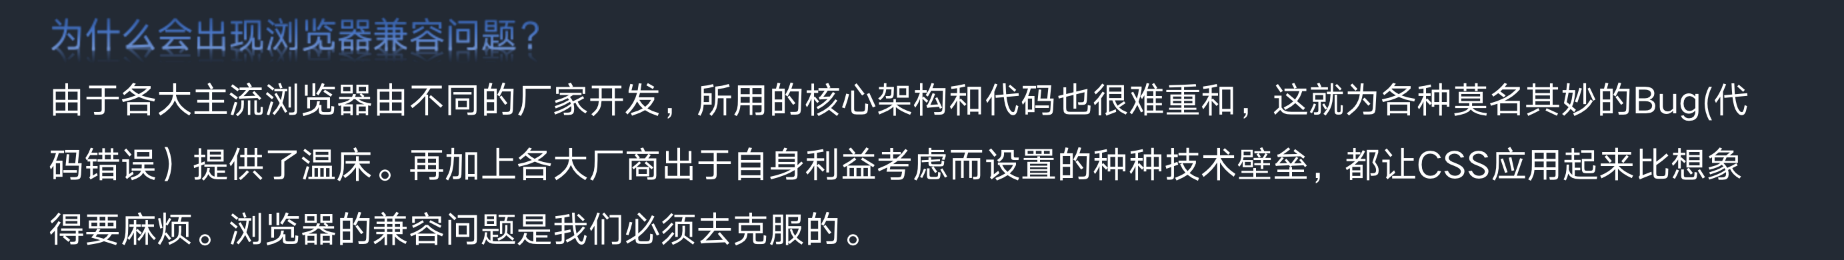 为什么会出现浏览器兼容问题？
由于各大主流浏览器由不同的厂家开发，所用的核心架构和代码也很难重和，这就为各种莫名其妙的Bug(代
码错误）提供了温床。再加上各大厂商出于自身利益考虑而设置的种种技术壁垒，都让CSS应用起来比想象
得要麻烦。浏览器的兼容问题是我们必须去克服的。